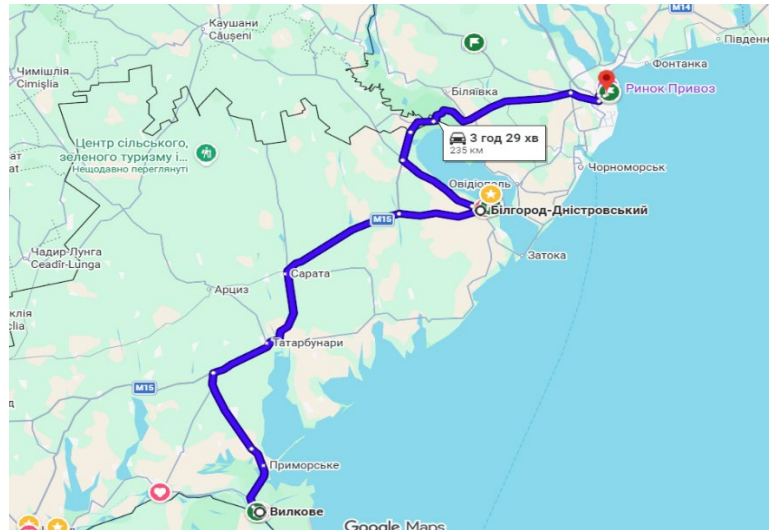 Каушани
Căușeni
M14
Південн
Фонтанка
Чимішлія
Cimișlia
Біляївка
Ринок Привоз
3 год 29 хв
235 км
Центр сільського,
зеленого туризму і...
Нещодавно переглянуті
Чорноморськ
Овідіополь
Білгород-Дністровський
M15
Чадир-Лунга
Ceadîr-Lunga
Затока
Сарата
Арциз
Татарбунари
M15
Приморське
Вилкове
Google Maps